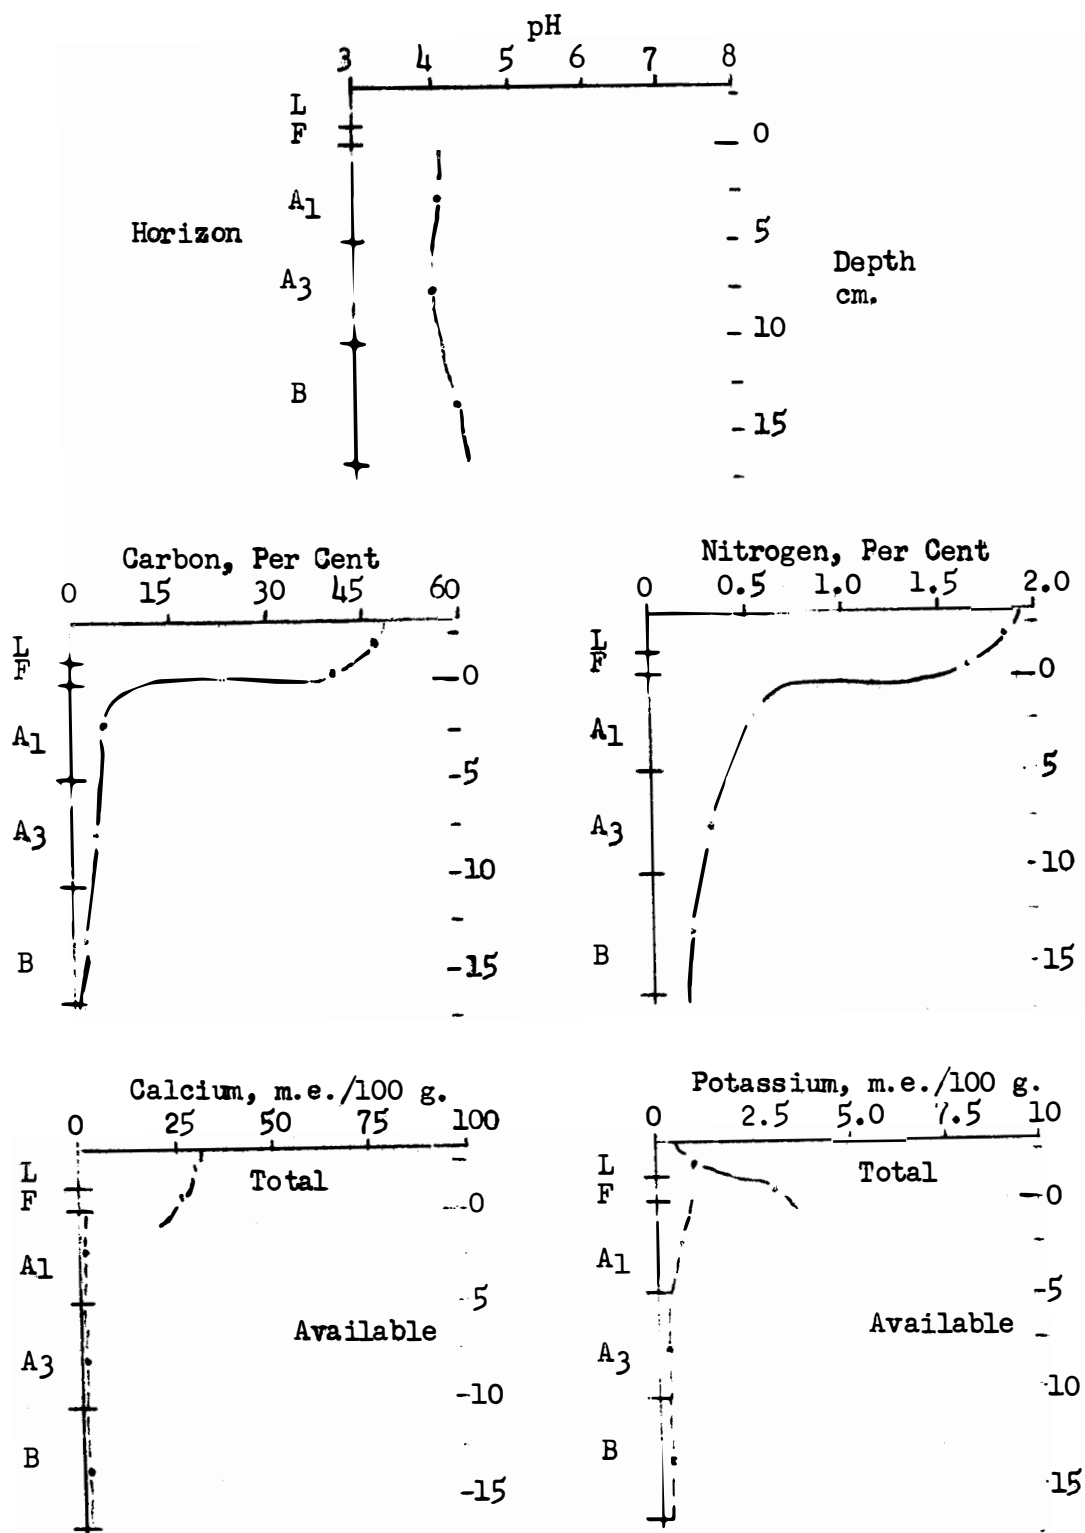 pH
3 4 5 6 7 8
L
F
0
A1
Horizon
5
A3
Depth
cm.
10
B
15
Carbon, Per Cent
0 15 30 45 60
L
F
0
A1
5
A3
10
B
15
Nitrogen, Per Cent
0 0.5 1.0 1.5 2.0
L
F
0
A1
5
A3
10
B
15
Calcium, m.e./100 g.
0 25 50 75 100
L
Total
F
0
A1
5
Available
A3
10
B
15
Potassium, m.e./100 g.
0 2.5 5.0 7.5 10
L
Total
F
0
A1
5
Available
A3
10
B
15